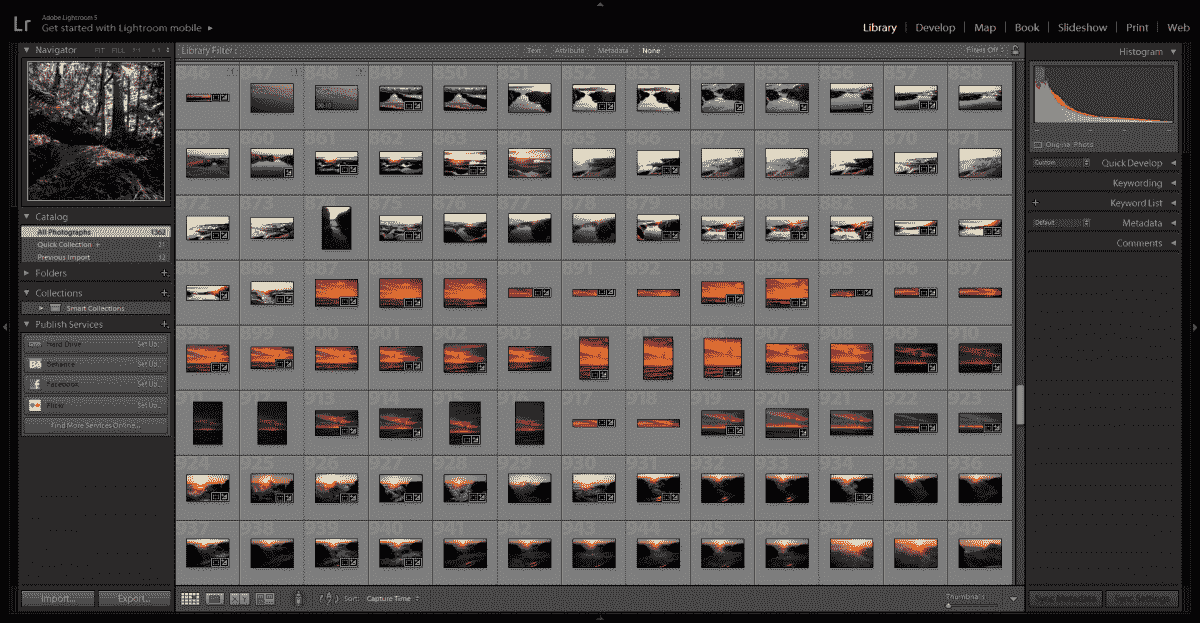 Lr
Adobe Lightroom 5
Get started with Lightroom mobile
Library | Develop | Map | Book | Slideshow | Print | Web
Navigator FIT FILL 1:1
Library Filter: Text Attribute Metadata None Filters Off
Histogram
Original Photo
Custom Quick Develop
Keywording
Keyword List
Default Metadata
Comments
Catalog
All Photographs
Quick Collection + 21
Previous Import 32
Folders
Collections
Smart Collections
Publish Services
Hard Drive Set Up...
Bē Behance Set Up...
f Facebook Set Up...
Flickr Set Up...
Find More Services Online...
846 847 848 849 850 851 852 853 854 855 856 857 858
859 860 861 862 863 864 865 866 867 868 869 870
872 875 876 877 878 879 880 881 882 884
885 886 887 888 889 890 891 892 893 895 896 897
898 899 900 901 902 903 904 905 906 907 908 909 910
911 912 913 914 915 916 917 918 919 920 921 922 923
924 925 926 927 928 929 930 931 932 933 934 935 936
937 938 939 940 941 942 943 944 945 946 947 948 949
Import... Export...
Sort: Capture Time
Thumbnails
Sync Metadata Sync Settings